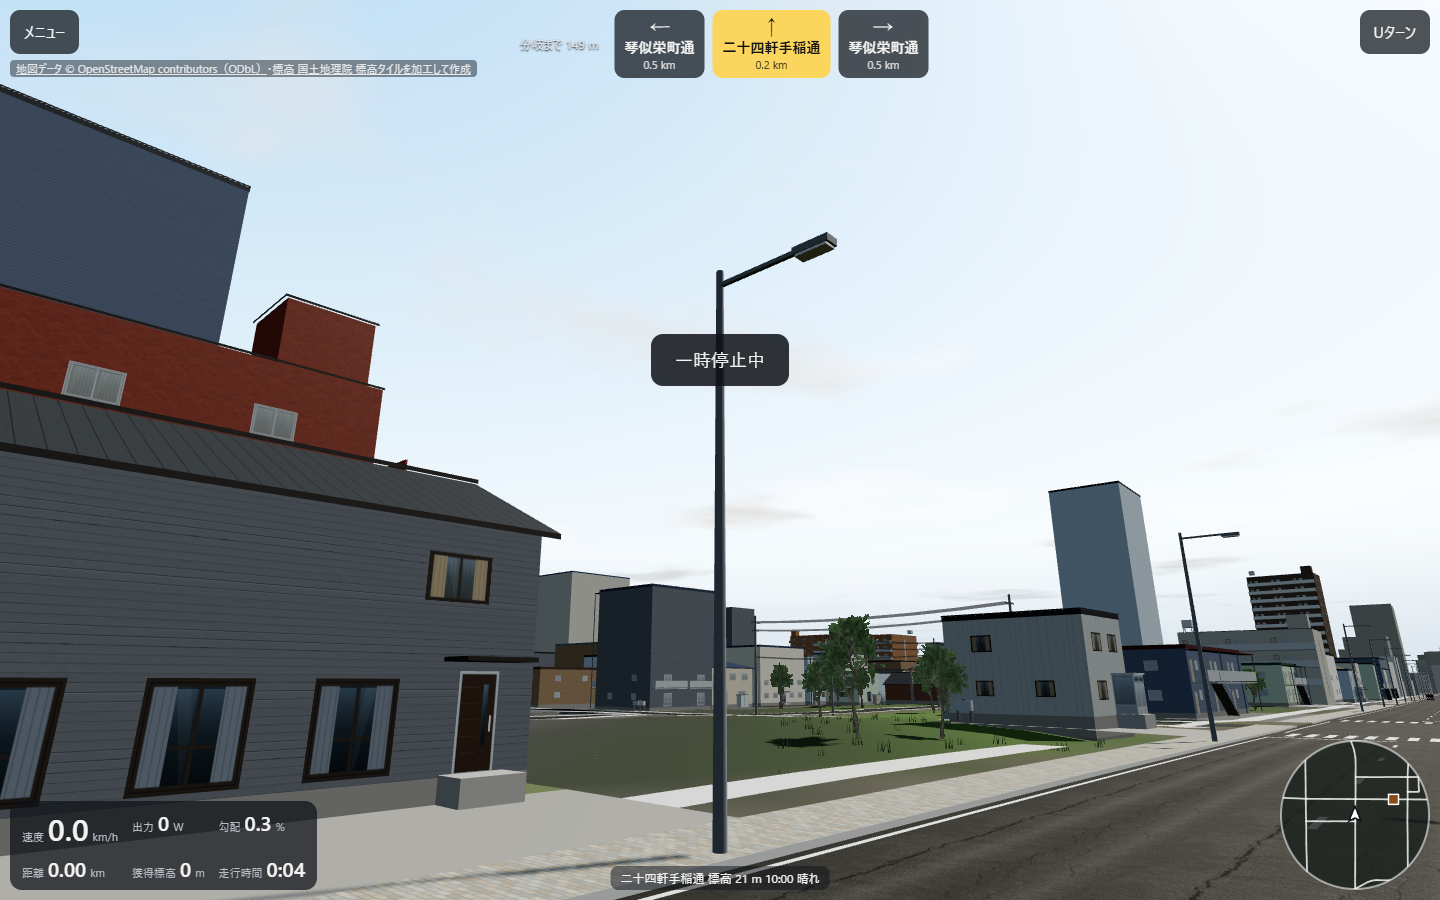 メニュー
地図データ © OpenStreetMap contributors（ODbL）・標高 国土地理院 標高タイルを加工して作成
分岐まで 149 m
←
琴似栄町通
0.5 km
↑
二十四軒手稲通
0.2 km
→
琴似栄町通
0.5 km
Uターン
一時停止中
速度 0.0 km/h 出力 0 W 勾配 0.3 %
距離 0.00 km 獲得標高 0 m 走行時間 0:04
二十四軒手稲通 標高 21 m 10:00 晴れ